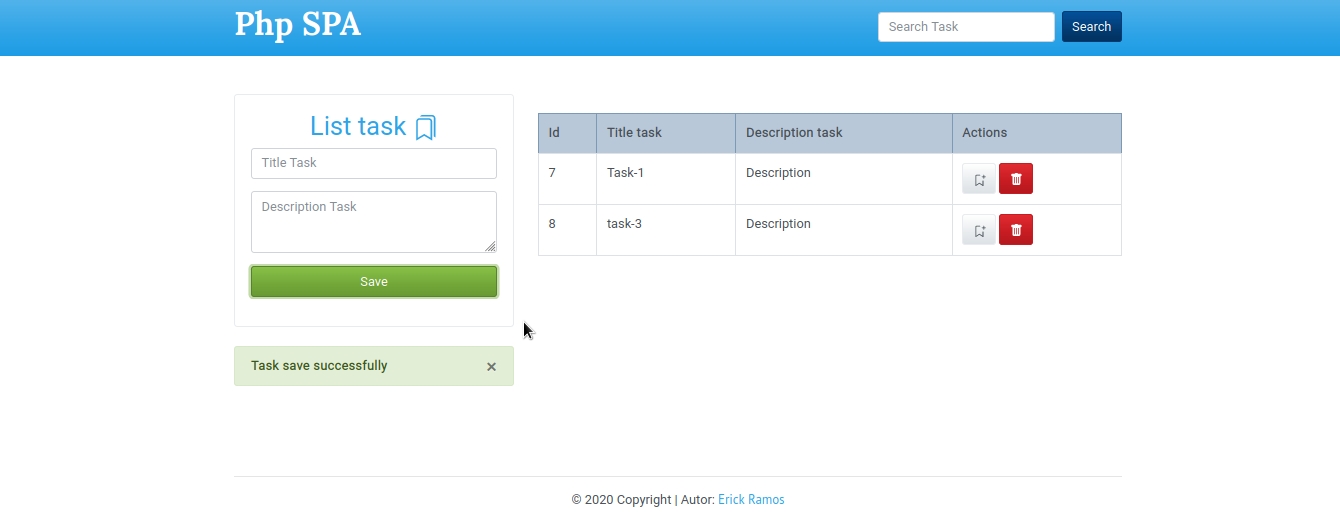 Php SPA
Search Task
Search
List task
Title Task
Description Task
Save
Task save successfully ×
Id Title task Description task Actions
7 Task-1 Description
8 task-3 Description
© 2020 Copyright | Autor: Erick Ramos